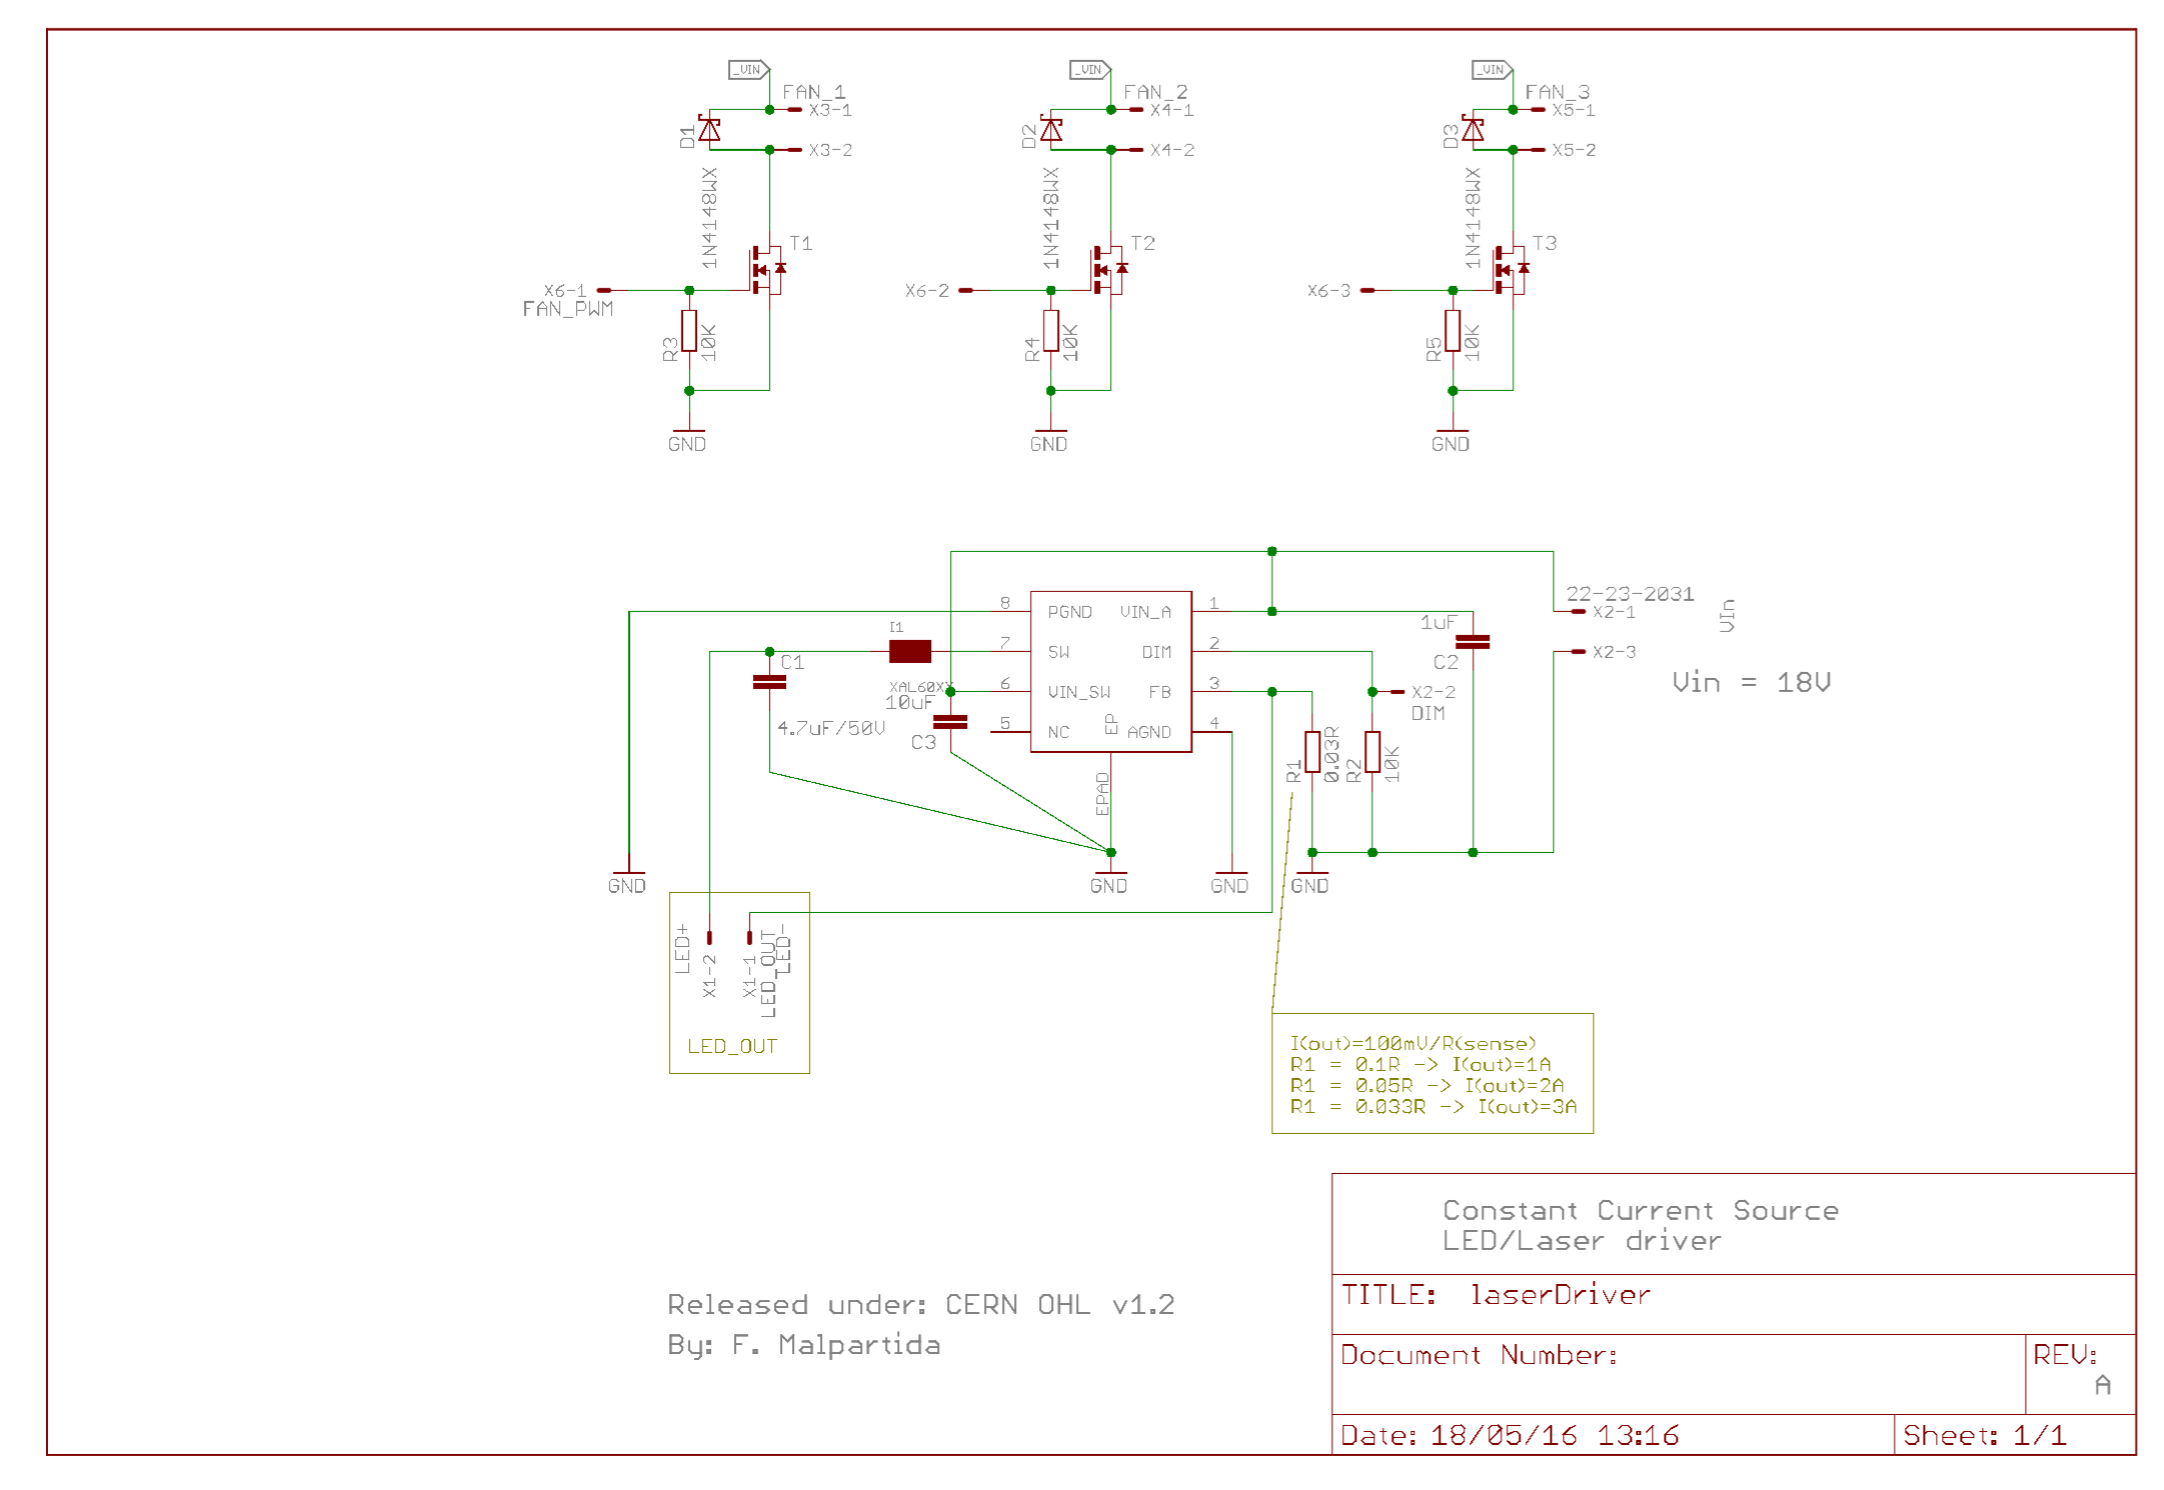 _VIN
FAN_1
X3-1
D1
X3-2
1N4148WX
T1
X6-1
FAN_PWM
R3
10K
GND
_VIN
FAN_2
X4-1
D2
X4-2
1N4148WX
T2
X6-2
R4
10K
GND
_VIN
FAN_3
X5-1
D3
X5-2
1N4148WX
T3
X6-3
R5
10K
GND
8
PGND
VIN_A
1
7
SW
DIM
2
6
VIN_SW
FB
3
5
NC
EP
AGND
4
EPAD
I1
XAL60XX
C1
4.7uF/50V
10uF
C3
1uF
C2
22-23-2031
X2-1
VIn
X2-3
Vin = 18V
X2-2
DIM
R1
0.03R
R2
10K
GND
GND
GND
GND
LED+
X1-2
X1-1
LED_OUT
LED-
LED_OUT
I(out)=100mV/R(sense)
R1 = 0.1R -> I(out)=1A
R1 = 0.05R -> I(out)=2A
R1 = 0.033R -> I(out)=3A
Released under: CERN OHL v1.2
By: F. Malpartida
Constant Current Source
LED/Laser driver
TITLE: laserDriver
Document Number:
REV:
A
Date: 18/05/16 13:16
Sheet: 1/1